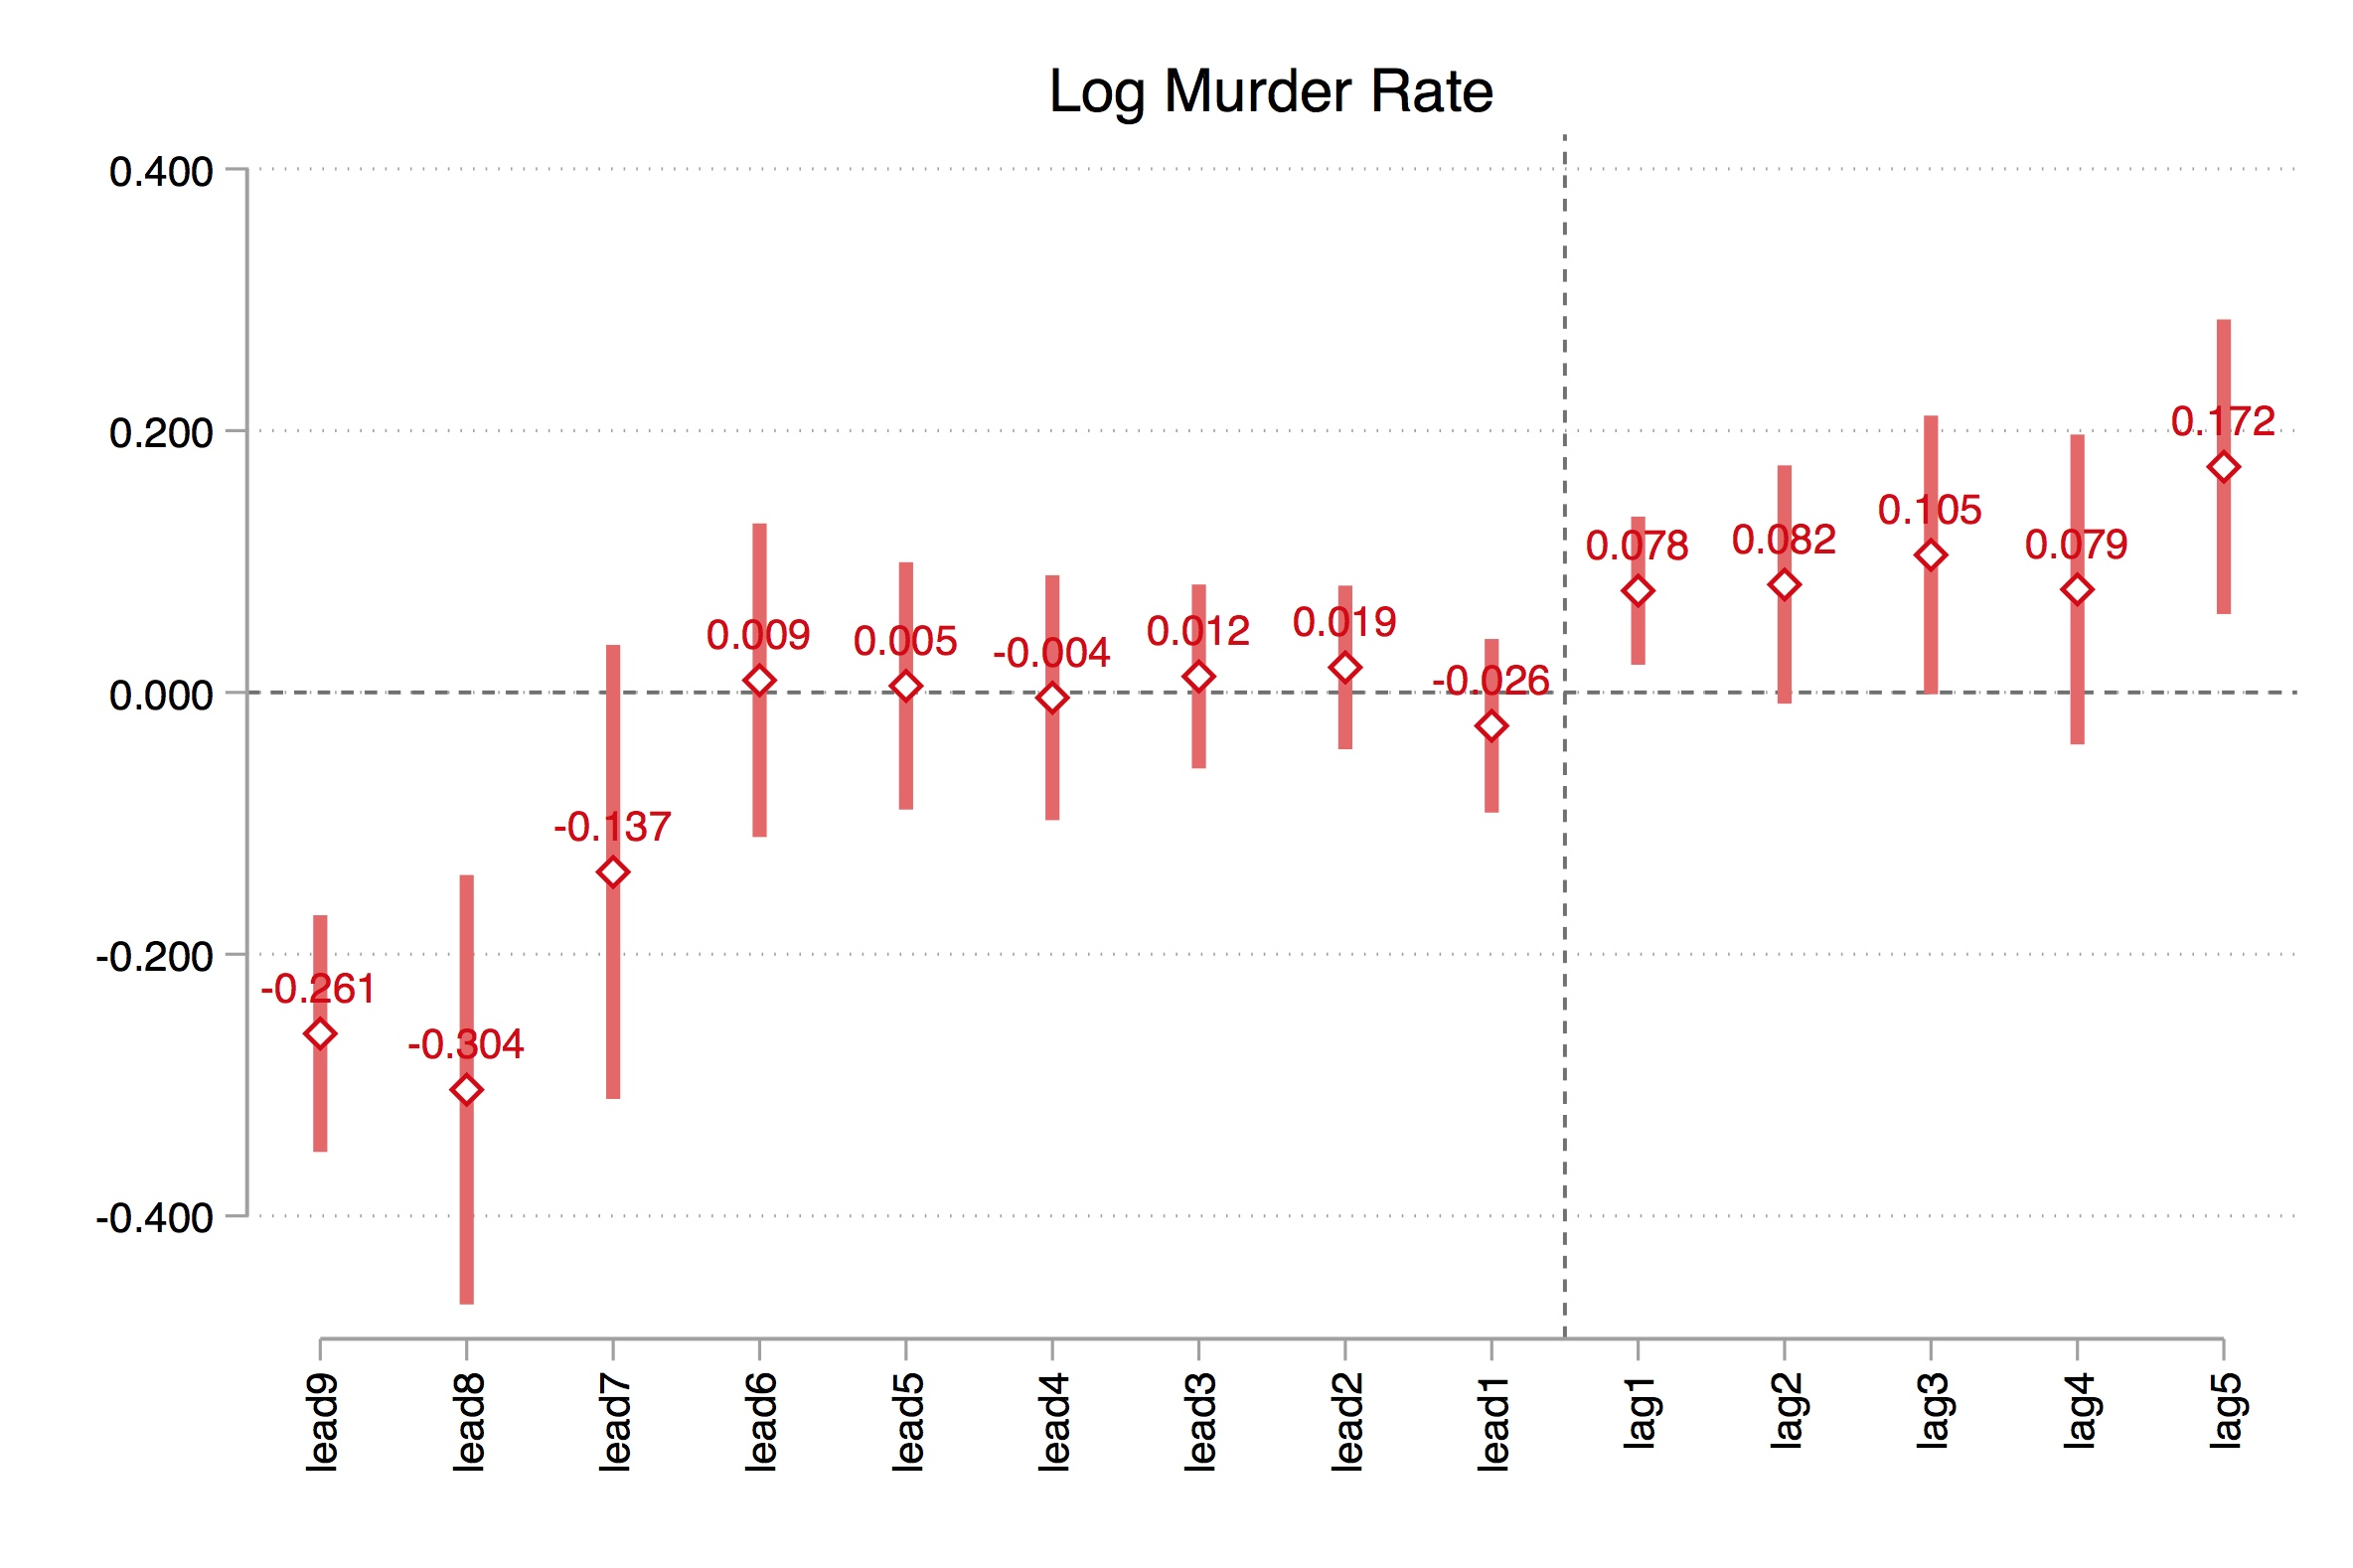 Log Murder Rate
0.400
0.200
0.000
-0.200
-0.400
-0.261
-0.304
-0.137
0.009
0.005
-0.004
0.012
0.019
-0.026
0.078
0.082
0.105
0.079
0.172
lead9
lead8
lead7
lead6
lead5
lead4
lead3
lead2
lead1
lag1
lag2
lag3
lag4
lag5